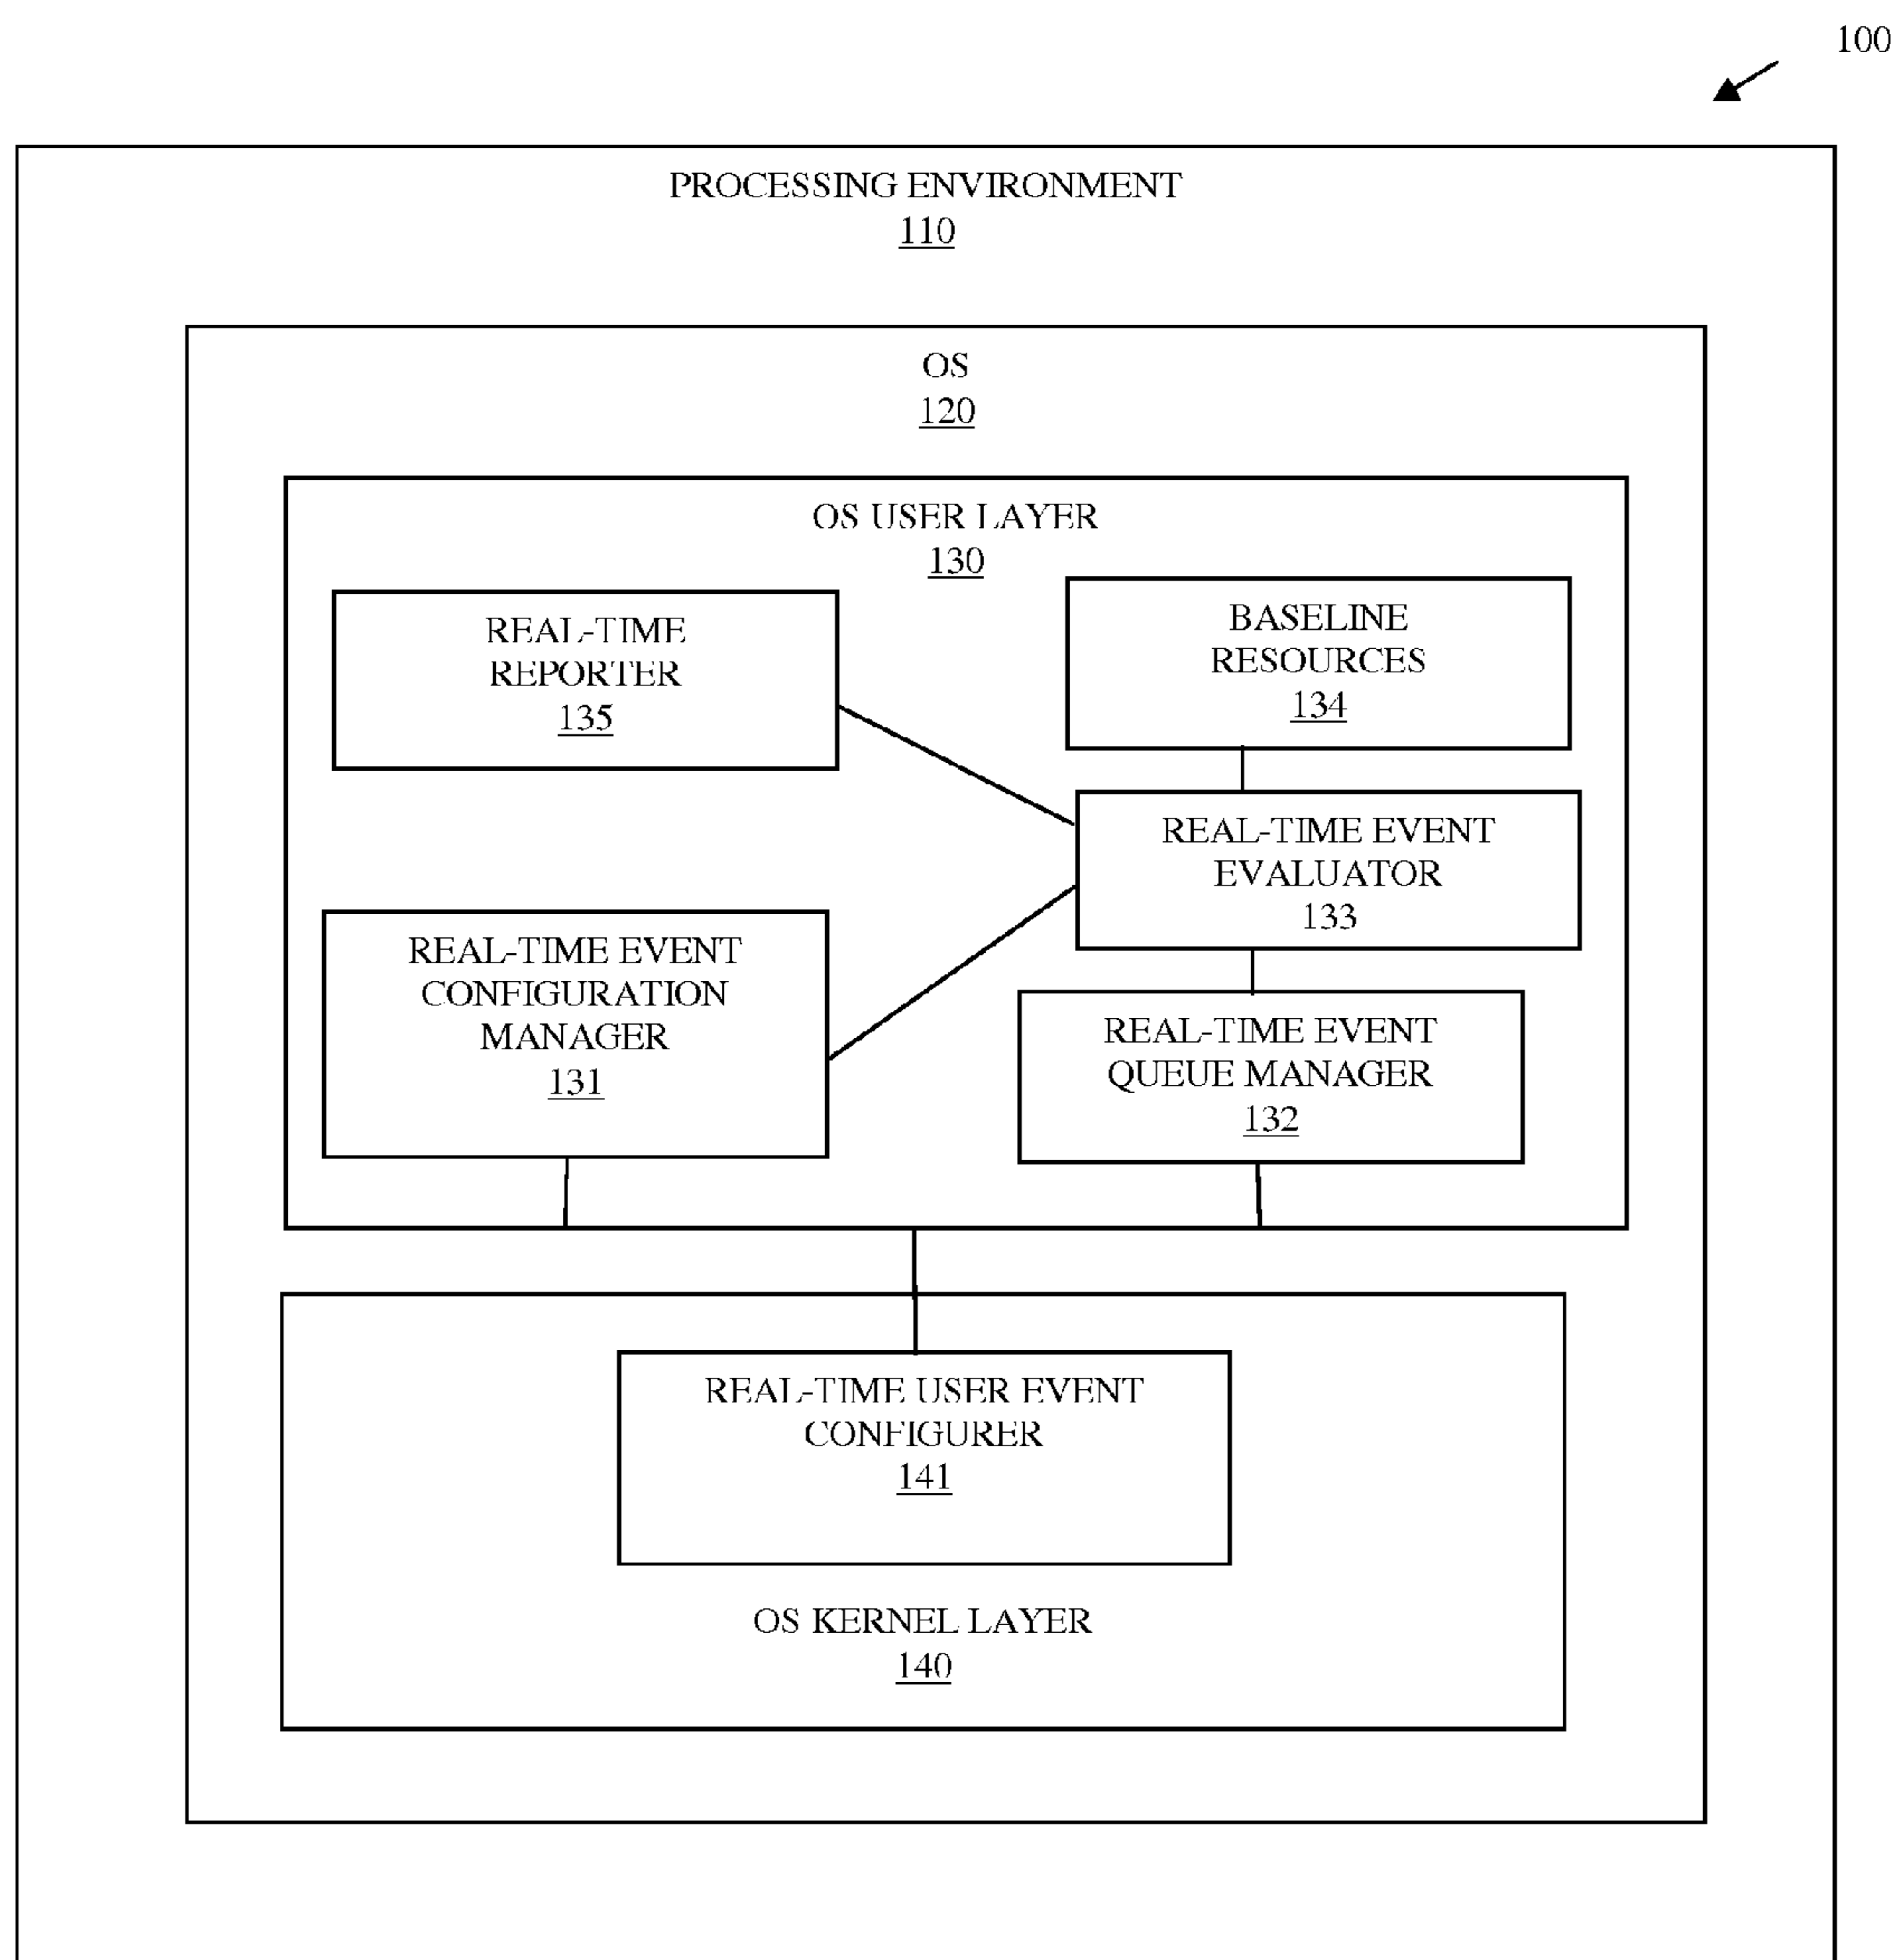 100
PROCESSING ENVIRONMENT
110
OS
120
OS USER LAYER
130
REAL-TIME
REPORTER
135
BASELINE
RESOURCES
134
REAL-TIME EVENT
EVALUATOR
133
REAL-TIME EVENT
CONFIGURATION
MANAGER
131
REAL-TIME EVENT
QUEUE MANAGER
132
REAL-TIME USER EVENT
CONFIGURER
141
OS KERNEL LAYER
140